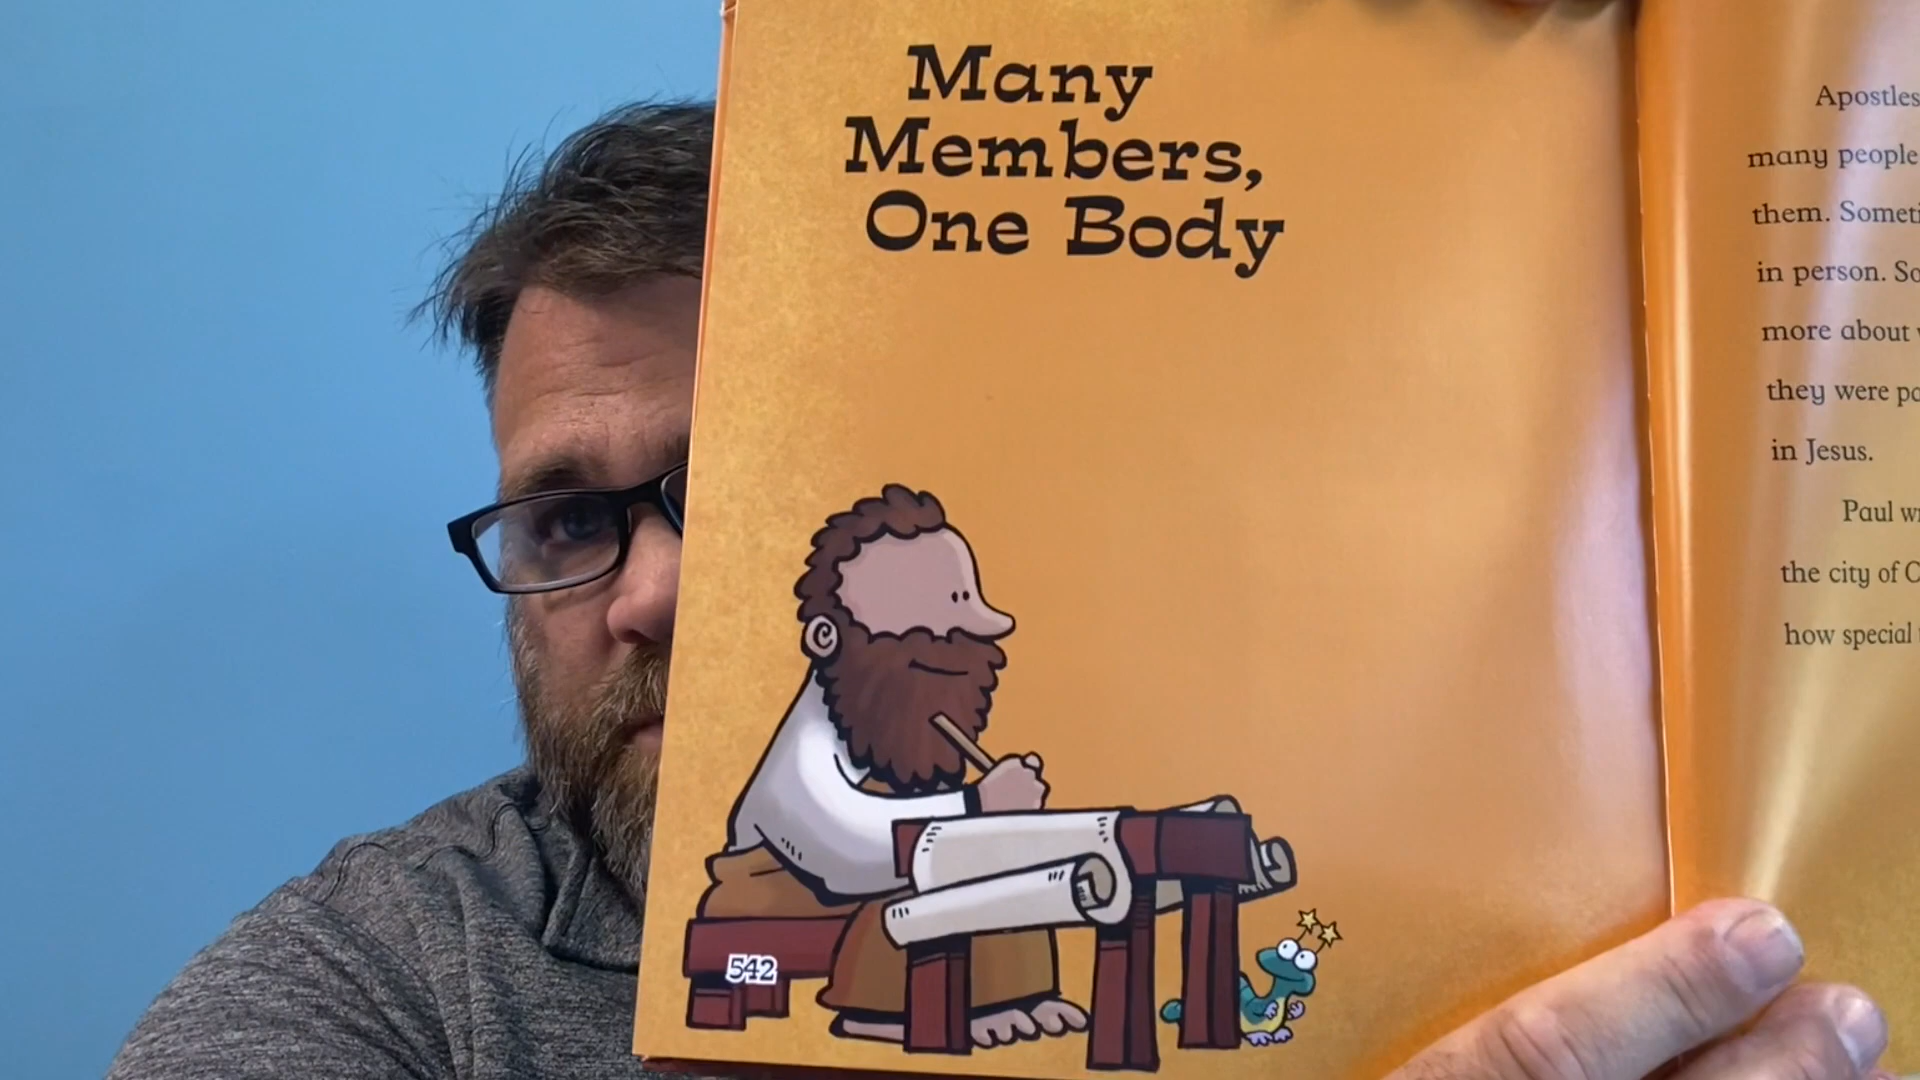 Many
Members,
One Body
542
Apostles
many people
them.
in person.
more about
they were
in Jesus.
Paul
the city of
how special